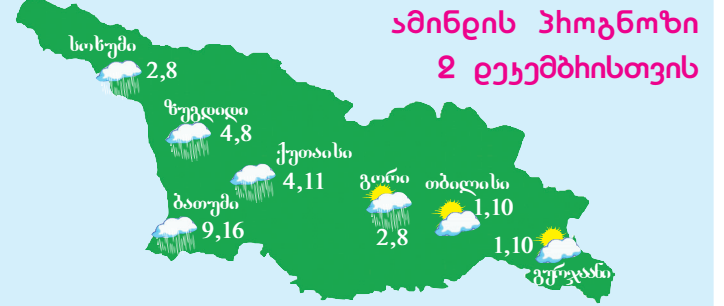 ამინდის პროგნოზი
2 დეკემბრისთვის
სოხუმი
2,8
ზუგდიდი
4,8
ქუთაისი
4,11
ბათუმი
9,16
გორი
2,8
თბილისი
1,10
1,10
გურჯაანი